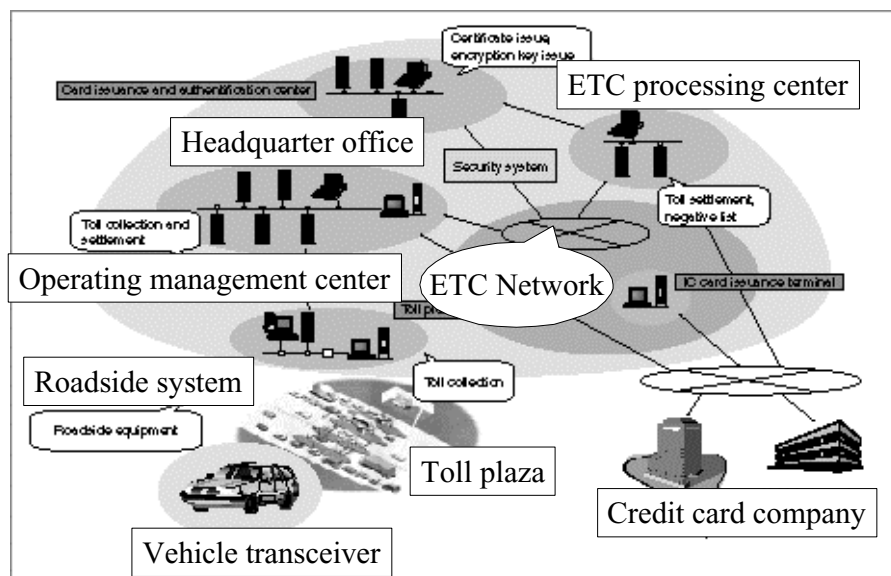 Certificate issue,
encryption key issue
ETC processing center
Card issuance and authentification center
Headquarter office
Security system
Toll settlement,
negative list
Toll collection and
settlement
Operating management center
ETC Network
IC card issuance terminal
Toll
Toll collection
Roadside system
Roadside equipment
Toll plaza
Credit card company
Vehicle transceiver